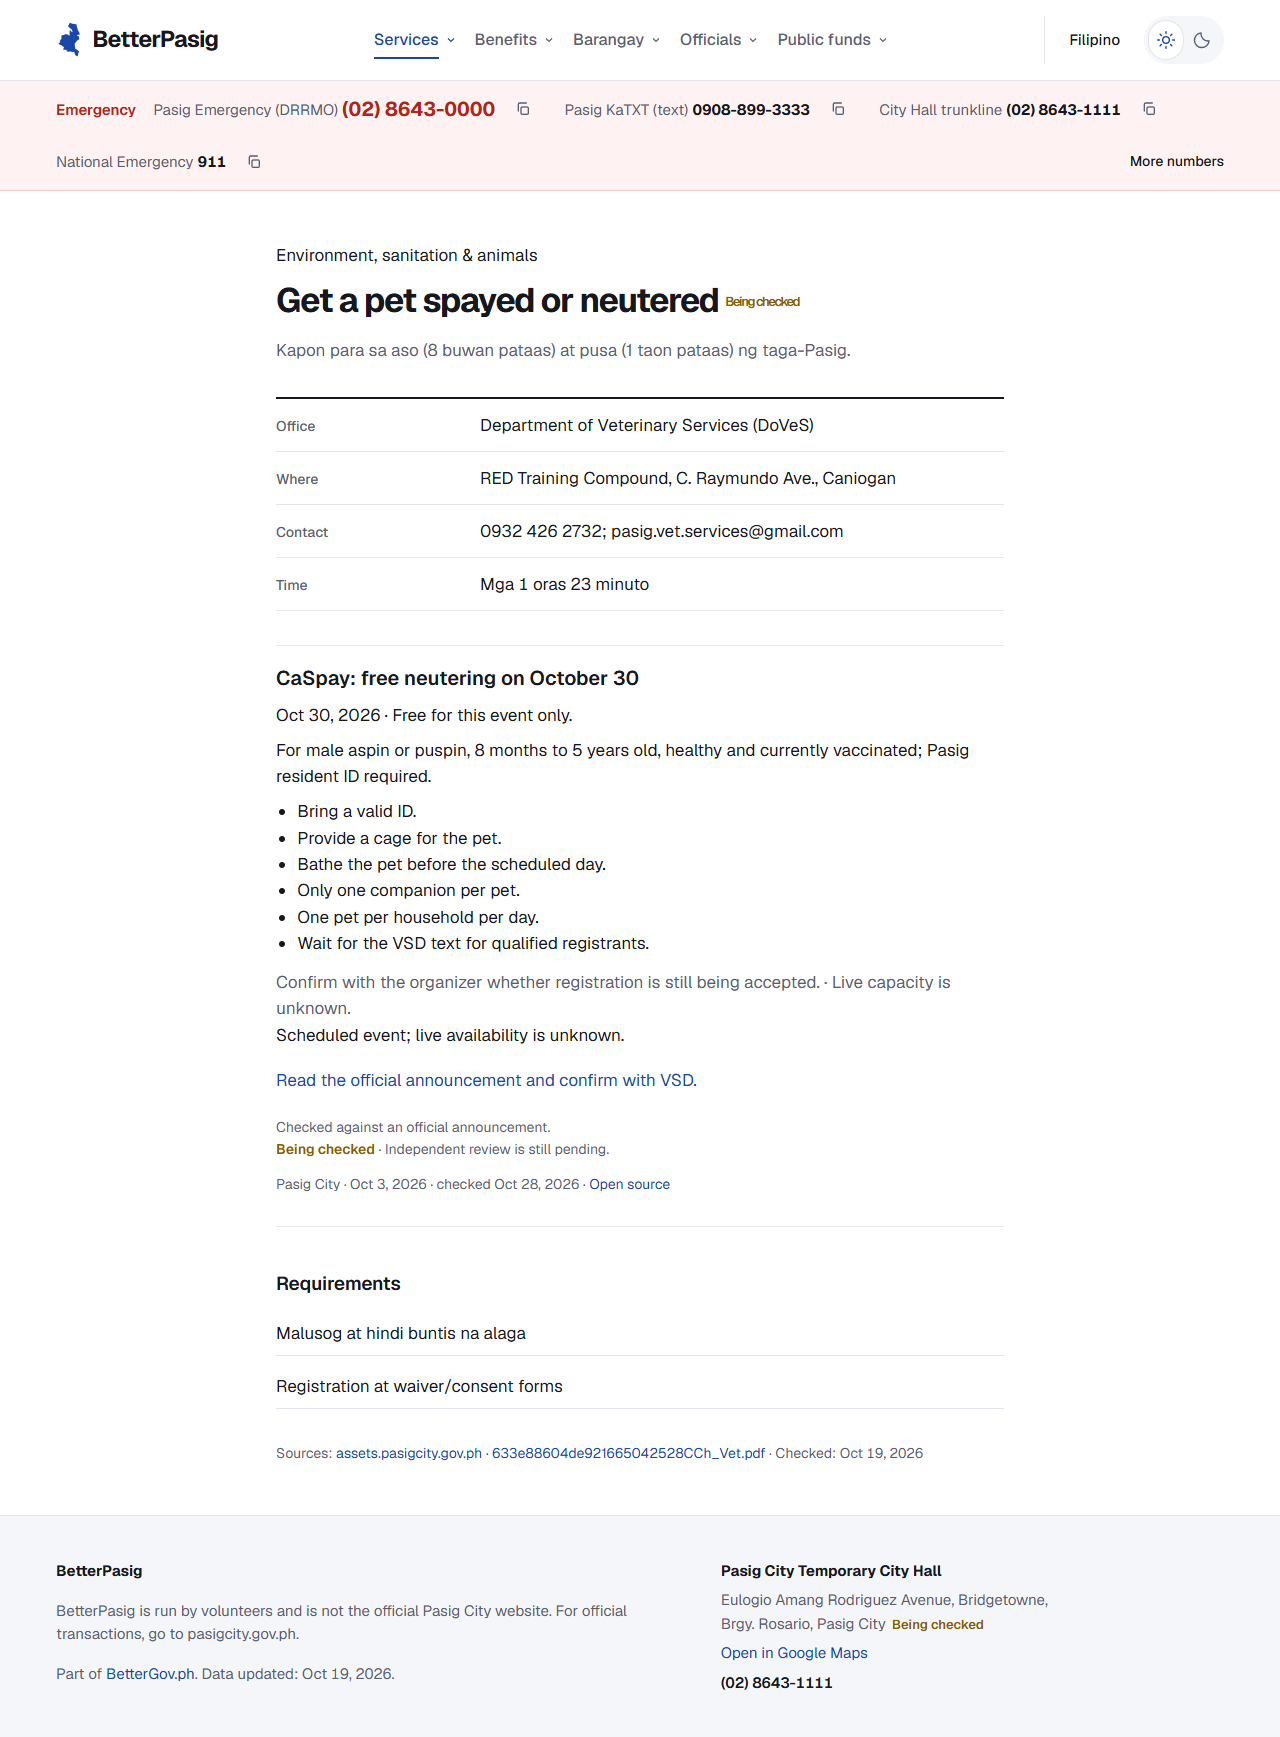 BetterPasig
Services
Benefits
Barangay
Officials
Public funds
Filipino
Emergency
Pasig Emergency (DRRMO) (02) 8643-0000
Pasig KaTXT (text) 0908-899-3333
City Hall trunkline (02) 8643-1111
National Emergency 911
More numbers
Environment, sanitation & animals
Get a pet spayed or neutered Being checked
Kapon para sa aso (8 buwan pataas) at pusa (1 taon pataas) ng taga-Pasig.
Office
Department of Veterinary Services (DoVeS)
Where
RED Training Compound, C. Raymundo Ave., Caniogan
Contact
0932 426 2732; pasig.vet.services@gmail.com
Time
Mga 1 oras 23 minuto
CaSpay: free neutering on October 30
Oct 30, 2026 · Free for this event only.
For male aspin or puspin, 8 months to 5 years old, healthy and currently vaccinated; Pasig
resident ID required.
• Bring a valid ID.
• Provide a cage for the pet.
• Bathe the pet before the scheduled day.
• Only one companion per pet.
• One pet per household per day.
• Wait for the VSD text for qualified registrants.
Confirm with the organizer whether registration is still being accepted. · Live capacity is
unknown.
Scheduled event; live availability is unknown.
Read the official announcement and confirm with VSD.
Checked against an official announcement.
Being checked · Independent review is still pending.
Pasig City · Oct 3, 2026 · checked Oct 28, 2026 · Open source
Requirements
Malusog at hindi buntis na alaga
Registration at waiver/consent forms
Sources: assets.pasigcity.gov.ph · 633e88604de921665042528CCh_Vet.pdf · Checked: Oct 19, 2026
BetterPasig
BetterPasig is run by volunteers and is not the official Pasig City website. For official
transactions, go to pasigcity.gov.ph.
Part of BetterGov.ph. Data updated: Oct 19, 2026.
Pasig City Temporary City Hall
Eulogio Amang Rodriguez Avenue, Bridgetowne,
Brgy. Rosario, Pasig City Being checked
Open in Google Maps
(02) 8643-1111